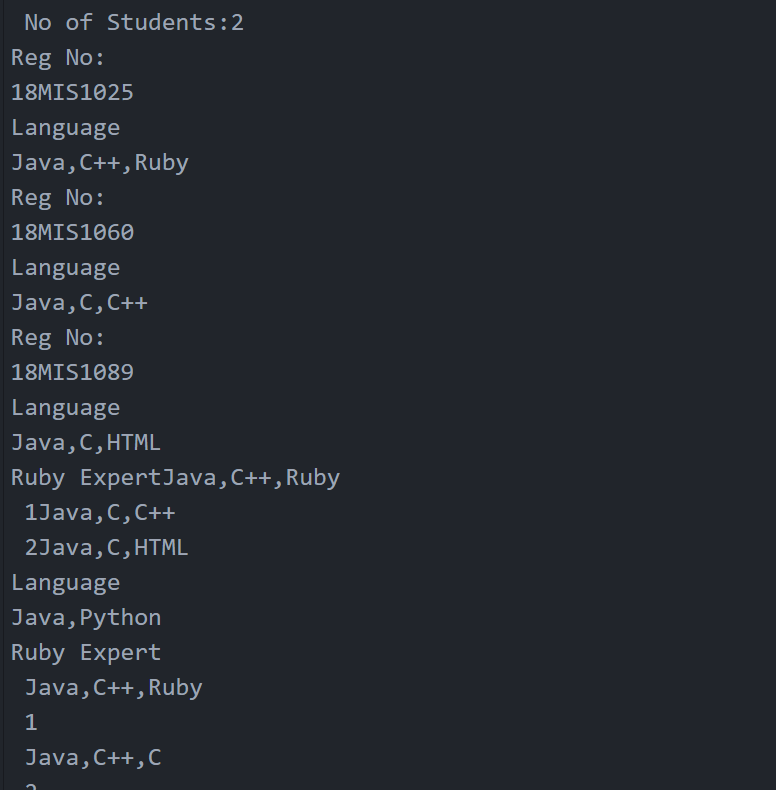 No of Students:2
Reg No:
18MIS1025
Language
Java,C++,Ruby
Reg No:
18MIS1060
Language
Java,C,C++
Reg No:
18MIS1089
Language
Java,C,HTML
Ruby ExpertJava,C++,Ruby
1Java,C,C++
2Java,C,HTML
Language
Java,Python
Ruby Expert
Java,C++,Ruby
1
Java,C++,C